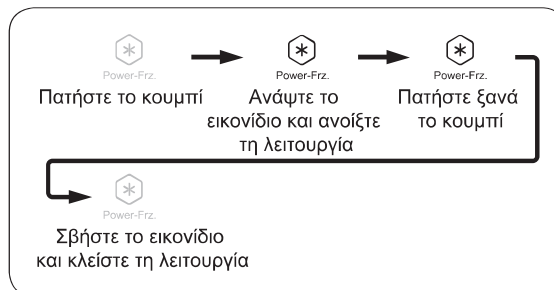 Power-Frz.
Πατήστε το κουμπί
Power-Frz.
Ανάψτε το
εικονίδιο και ανοίξτε
τη λειτουργία
Power-Frz.
Πατήστε ξανά
το κουμπί
Power-Frz.
Σβήστε το εικονίδιο
και κλείστε τη λειτουργία